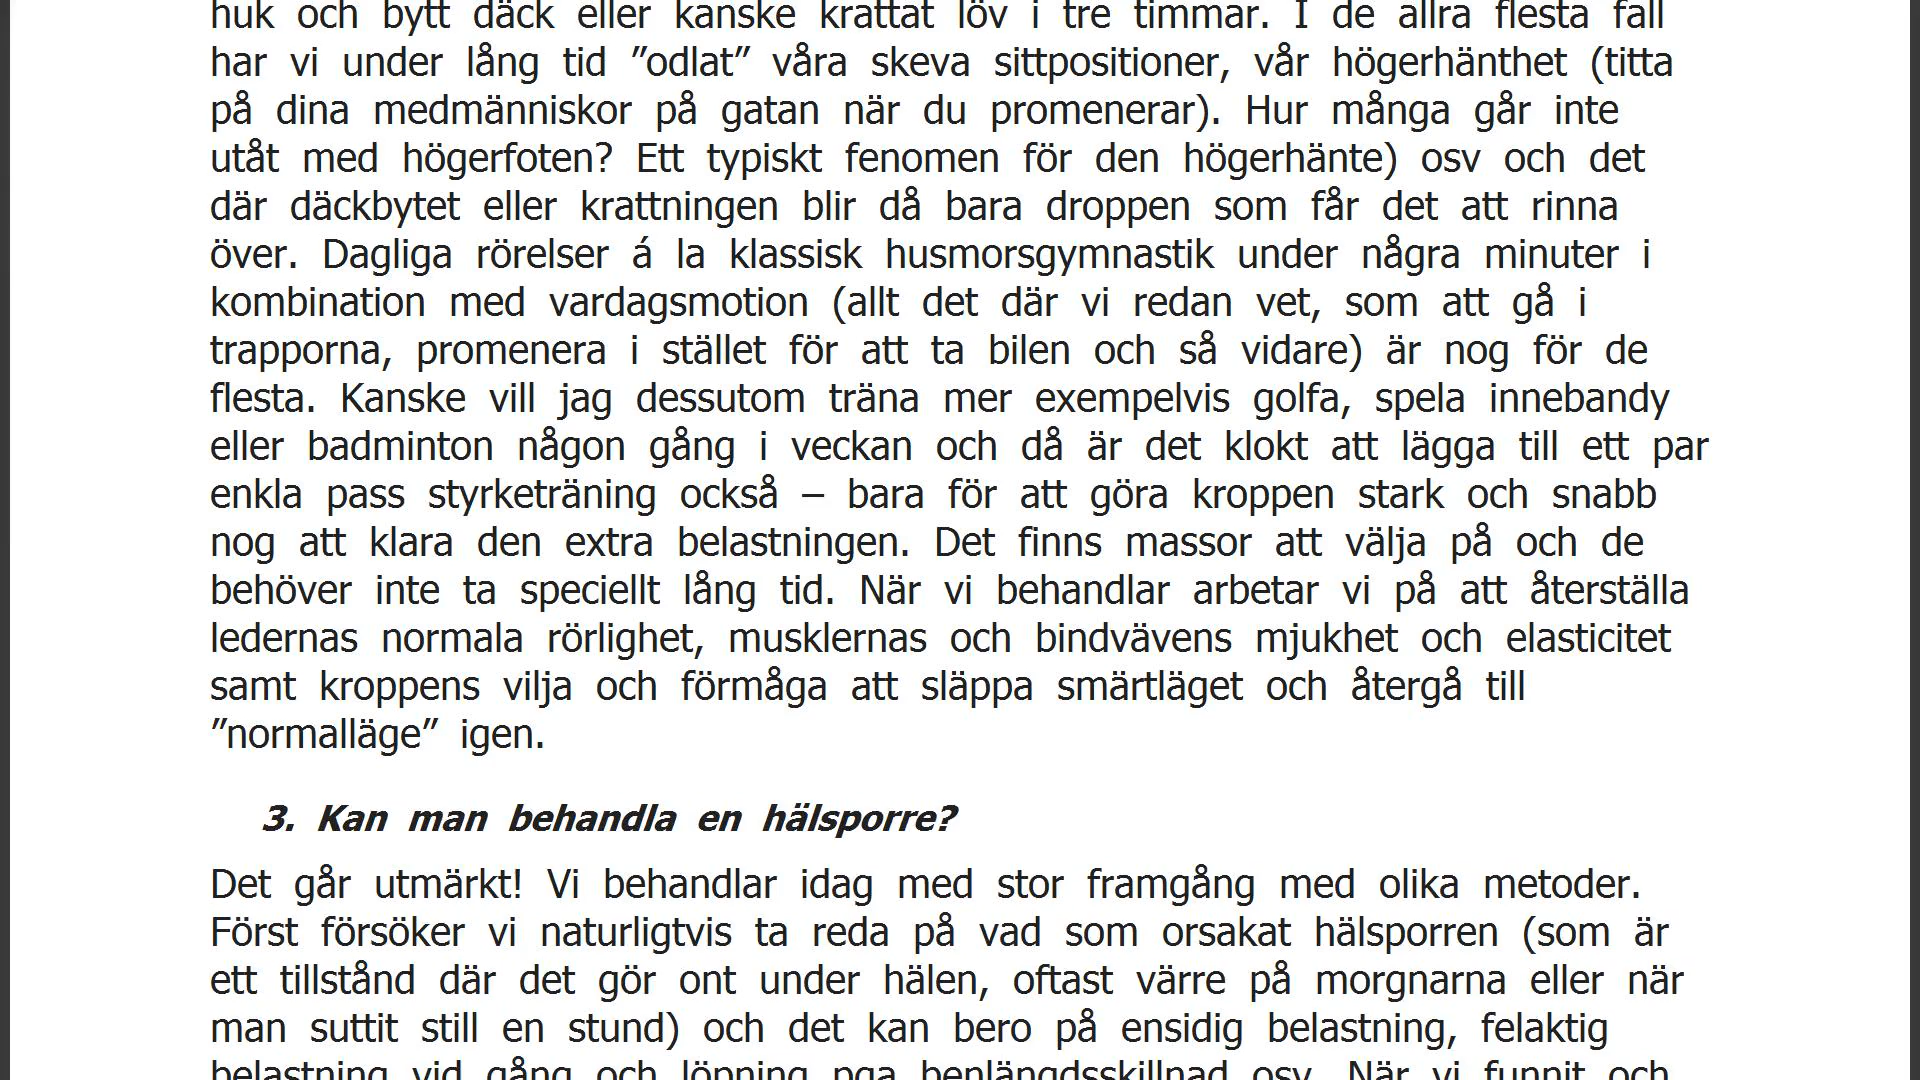 huk och bytt däck eller kanske krattat löv i tre timmar. I de allra flesta fall
har vi under lång tid ”odlat” våra skeva sittpositioner, vår högerhänthet (titta
på dina medmänniskor på gatan när du promenerar). Hur många går inte
utåt med högerfoten? Ett typiskt fenomen för den högerhänte) osv och det
där däckbytet eller krattningen blir då bara droppen som får det att rinna
över. Dagliga rörelser á la klassisk husmorsgymnastik under några minuter i
kombination med vardagsmotion (allt det där vi redan vet, som att gå i
trapporna, promenera i stället för att ta bilen och så vidare) är nog för de
flesta. Kanske vill jag dessutom träna mer exempelvis golfa, spela innebandy
eller badminton någon gång i veckan och då är det klokt att lägga till ett par
enkla pass styrketräning också – bara för att göra kroppen stark och snabb
nog att klara den extra belastningen. Det finns massor att välja på och de
behöver inte ta speciellt lång tid. När vi behandlar arbetar vi på att återställa
ledernas normala rörlighet, musklernas och bindvävens mjukhet och elasticitet
samt kroppens vilja och förmåga att släppa smärtläget och återgå till
”normalläge” igen.
3. Kan man behandla en hälsporre?
Det går utmärkt! Vi behandlar idag med stor framgång med olika metoder.
Först försöker vi naturligtvis ta reda på vad som orsakat hälsporren (som är
ett tillstånd där det gör ont under hälen, oftast värre på morgnarna eller när
man suttit still en stund) och det kan bero på ensidig belastning, felaktig
belastning vid gång och löpning pga benlängdsskillnad osv. När vi funnit och